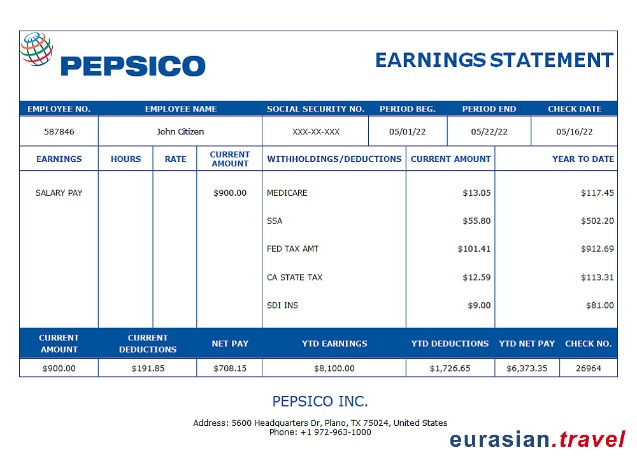 PEPSICO
EARNINGS STATEMENT
EMPLOYEE NO. EMPLOYEE NAME SOCIAL SECURITY NO. PERIOD BEG. PERIOD END CHECK DATE
587846 John Citizen XXX-XX-XXX 05/01/22 05/22/22 05/16/22
EARNINGS HOURS RATE CURRENT AMOUNT WITHHOLDINGS/DEDUCTIONS CURRENT AMOUNT YEAR TO DATE
SALARY PAY $900.00 MEDICARE $13.05 $117.45
SSA $55.80 $502.20
FED TAX AMT $101.41 $912.69
CA STATE TAX $12.59 $113.31
SDI INS $9.00 $81.00
CURRENT AMOUNT CURRENT DEDUCTIONS NET PAY YTD EARNINGS YTD DEDUCTIONS YTD NET PAY CHECK NO.
$900.00 $191.85 $708.15 $8,100.00 $1,726.65 $6,373.35 26964
PEPSICO INC.
Address: 5600 Headquarters Dr, Plano, TX 75024, United States
Phone: +1 972-963-1000
eurasian.travel